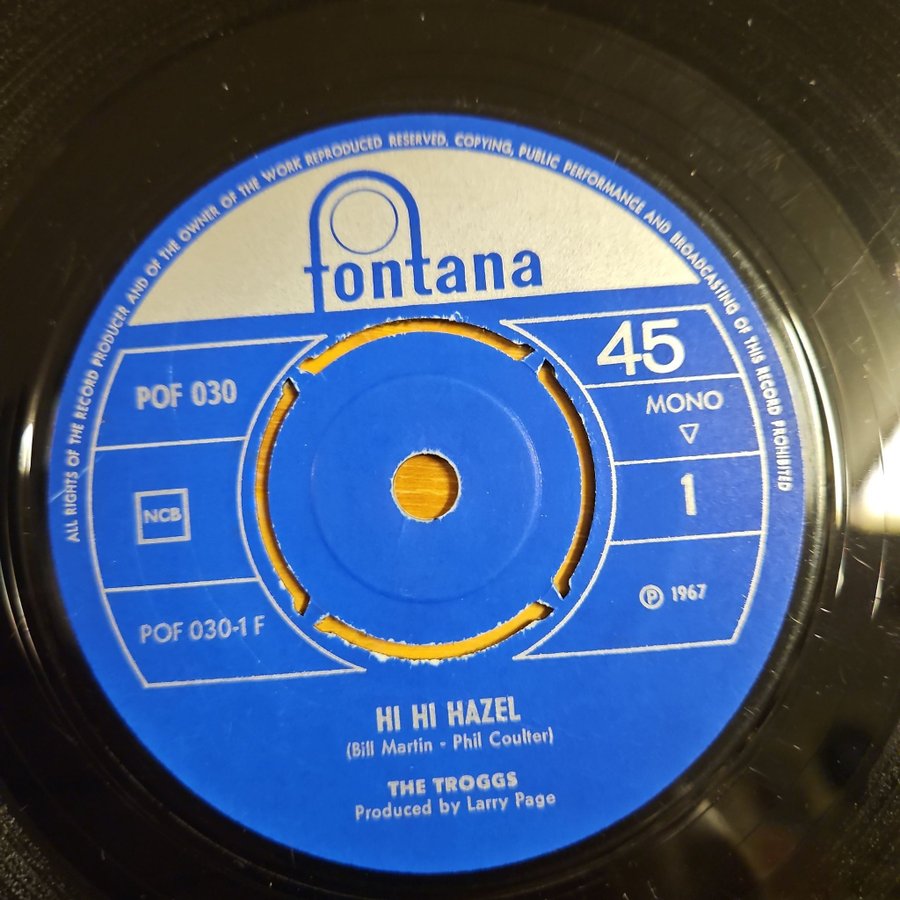 ALL RIGHTS OF THE RECORD PRODUCER AND OF THE OWNER OF THE WORK REPRODUCED RESERVED. COPYING, PUBLIC PERFORMANCE AND BROADCASTING OF THIS RECORD PROHIBITED
fontana
POF 030
NCB
POF 030-1 F
45
MONO
1
℗ 1967
HI HI HAZEL
(Bill Martin - Phil Coulter)
THE TROGGS
Produced by Larry Page